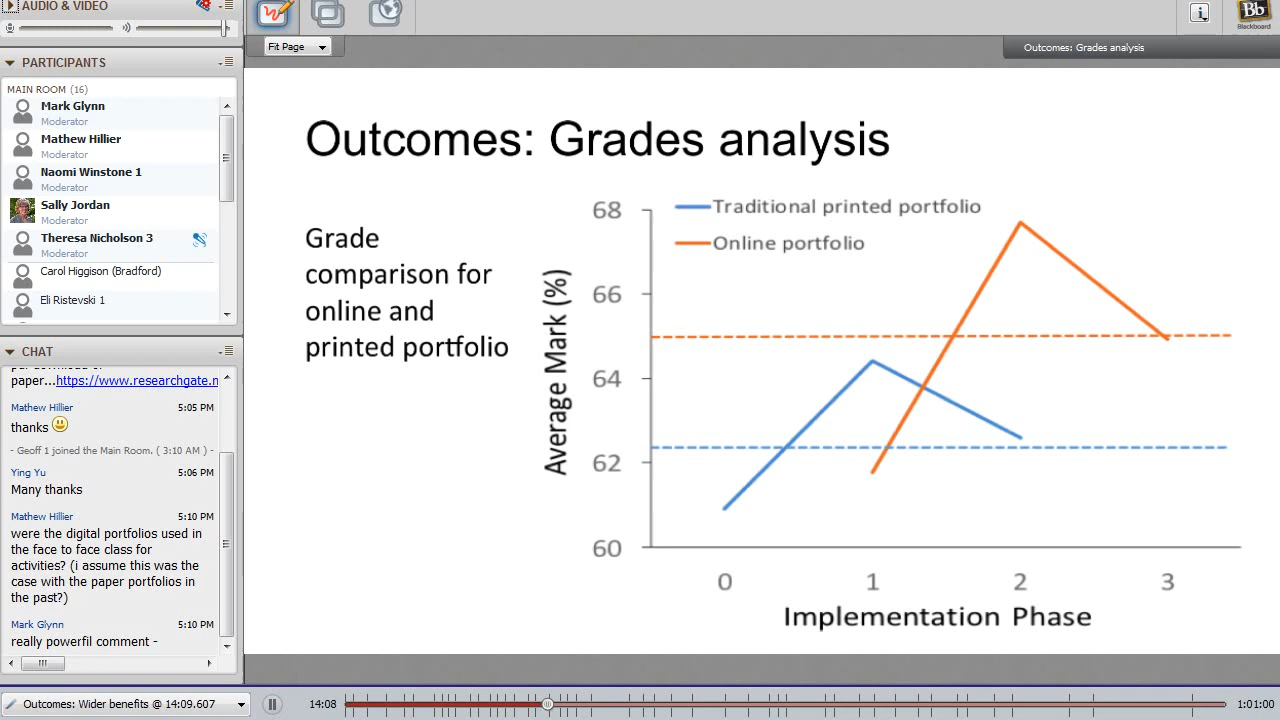 AUDIO & VIDEO
PARTICIPANTS
MAIN ROOM (16)
Mark Glynn
Moderator
Mathew Hillier
Moderator
Naomi Winstone 1
Moderator
Sally Jordan
Moderator
Theresa Nicholson 3
Moderator
Carol Higgison (Bradford)
Eli Ristevski 1
CHAT
paper...https://www.researchgate.n
Mathew Hillier 5:05 PM
thanks
- Geoff 1 joined the Main Room. ( 3:10 AM") -
Ying Yu 5:06 PM
Many thanks
Mathew Hillier 5:10 PM
were the digital portfolios used in
the face to face class for
activities? (i assume this was the
case with the paper portfolios in
the past?)
Mark Glynn 5:10 PM
really powerfil comment -
Fit Page
Bb
Blackboard
Outcomes: Grades analysis
Outcomes: Grades analysis
Grade
comparison for
online and
printed portfolio
Traditional printed portfolio
Online portfolio
Average Mark (%)
68
66
64
62
60
0 1 2 3
Implementation Phase
Outcomes: Wider benefits @ 14:09.607
14:08
1:01:00